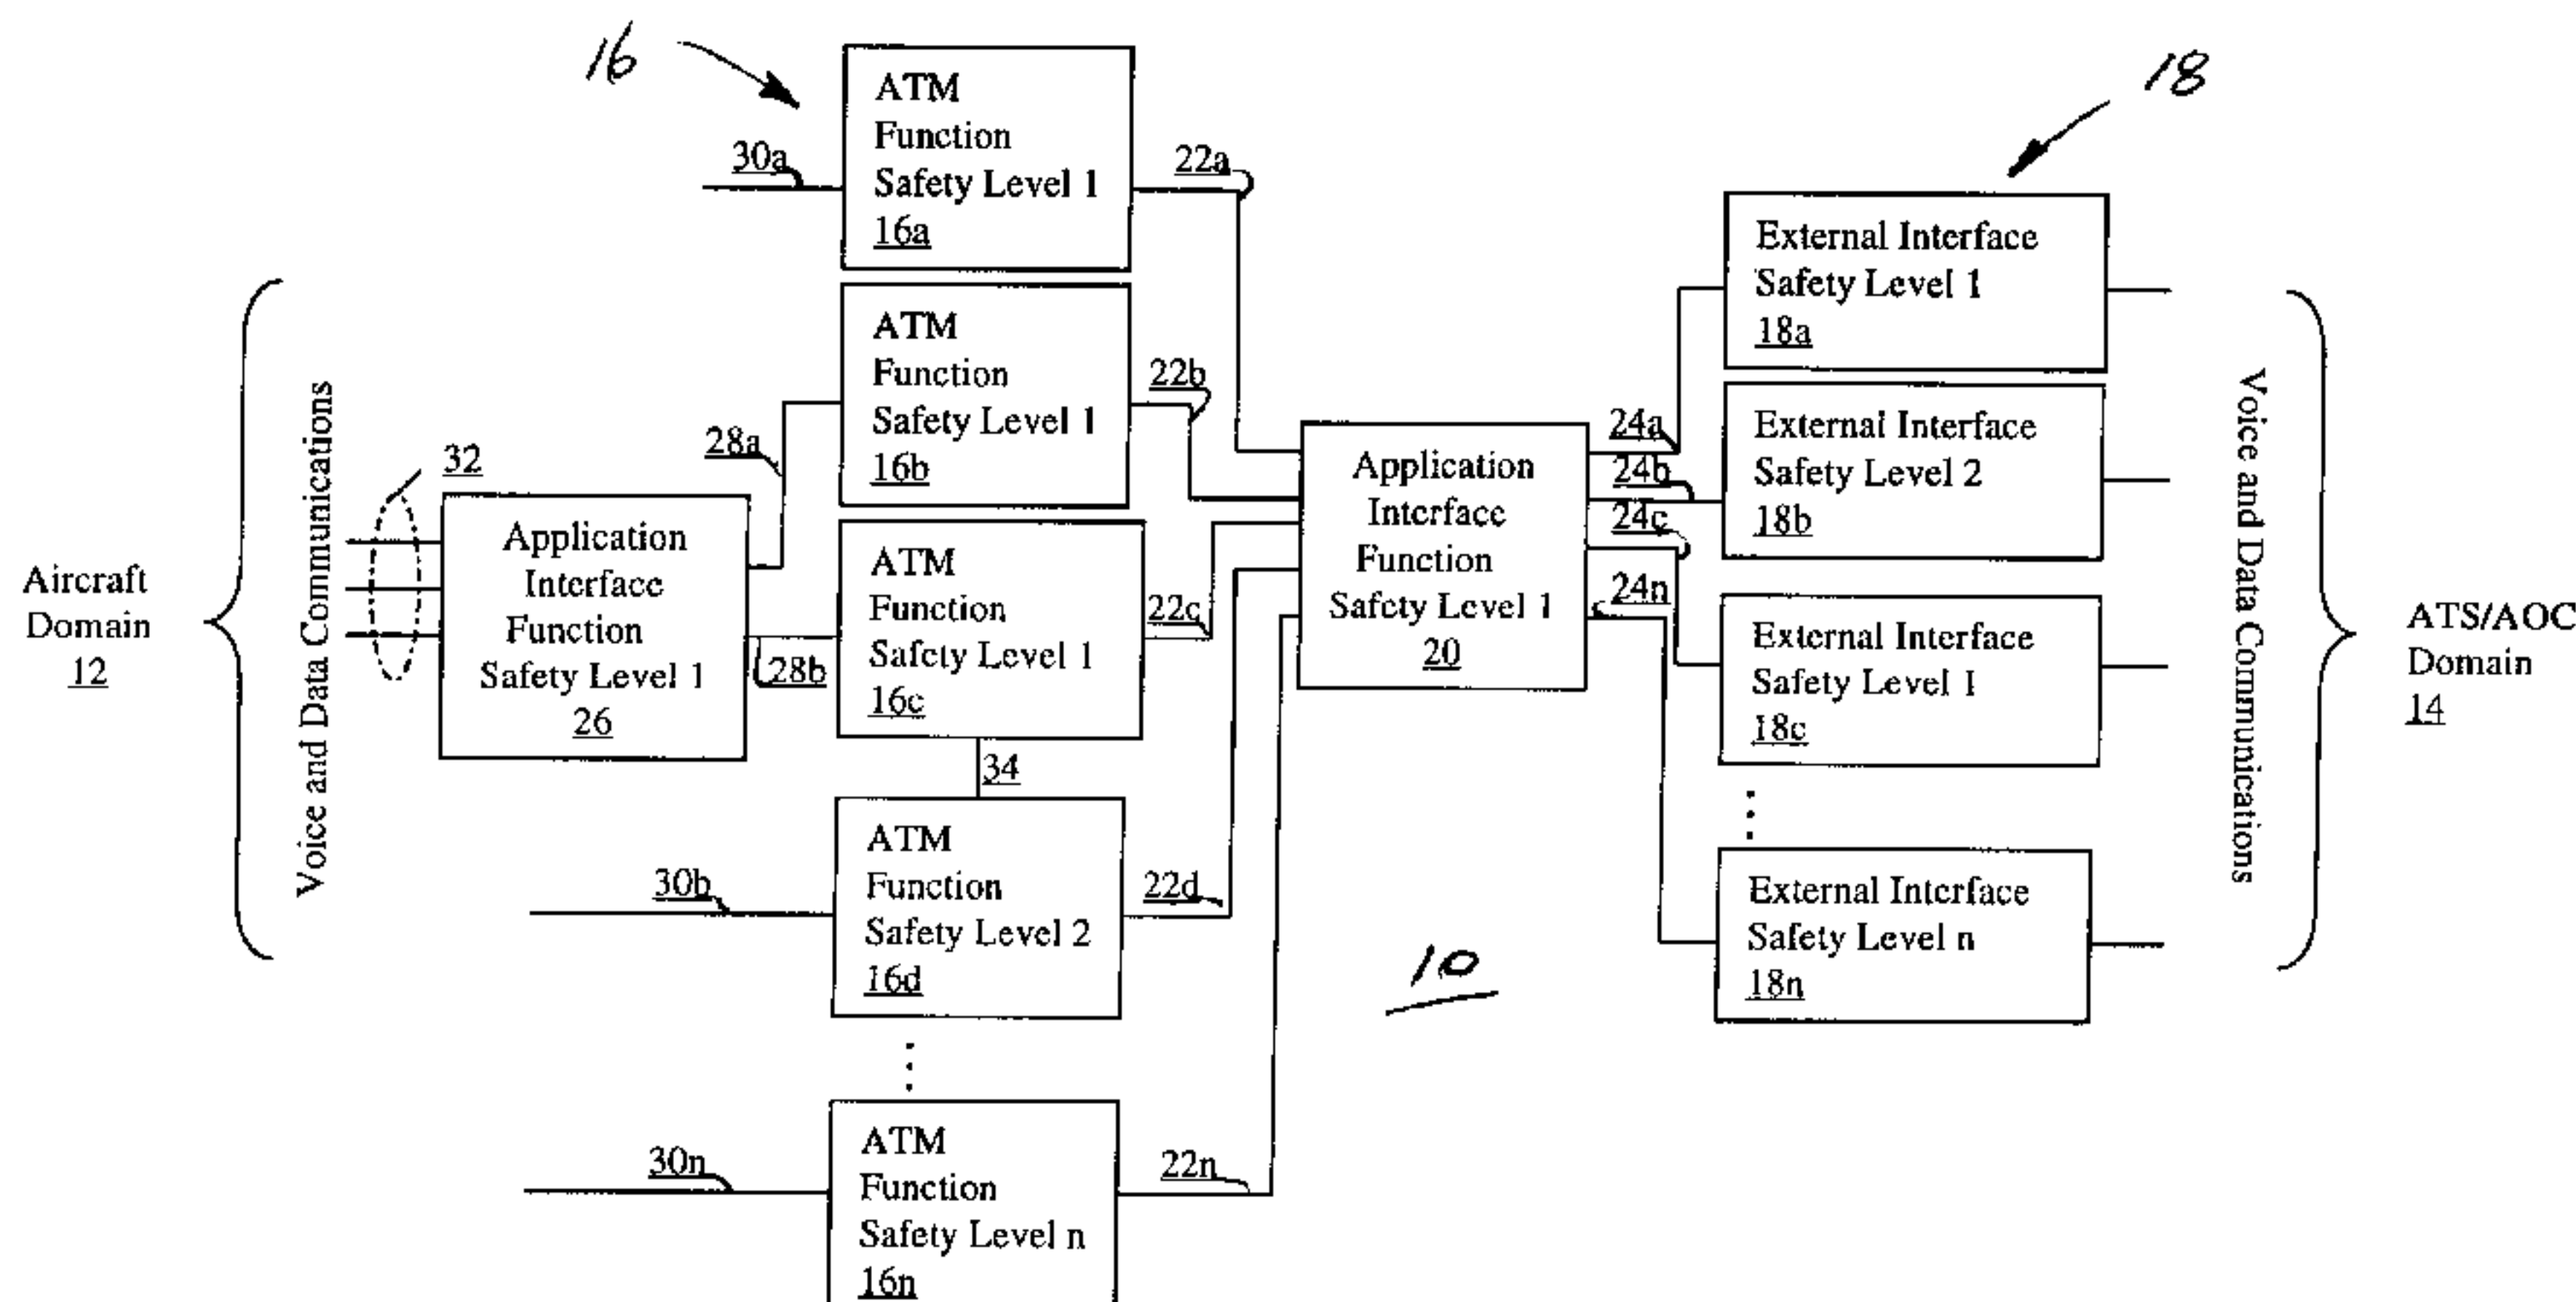 16
18
ATM
Function
Safety Level 1
16a
30a
22a
External Interface
Safety Level 1
18a
ATM
Function
Safety Level 1
16b
28a
22b
24a
24b
24c
24n
External Interface
Safety Level 2
18b
Aircraft
Domain
12
Voice and Data Communications
32
Application
Interface
Function
Safety Level 1
26
28b
ATM
Function
Safety Level 1
16c
22c
34
Application
Interface
Function
Safety Level 1
20
External Interface
Safety Level 1
18c
Voice and Data Communications
ATS/AOC
Domain
14
30b
ATM
Function
Safety Level 2
16d
22d
10
External Interface
Safety Level n
18n
30n
ATM
Function
Safety Level n
16n
22n